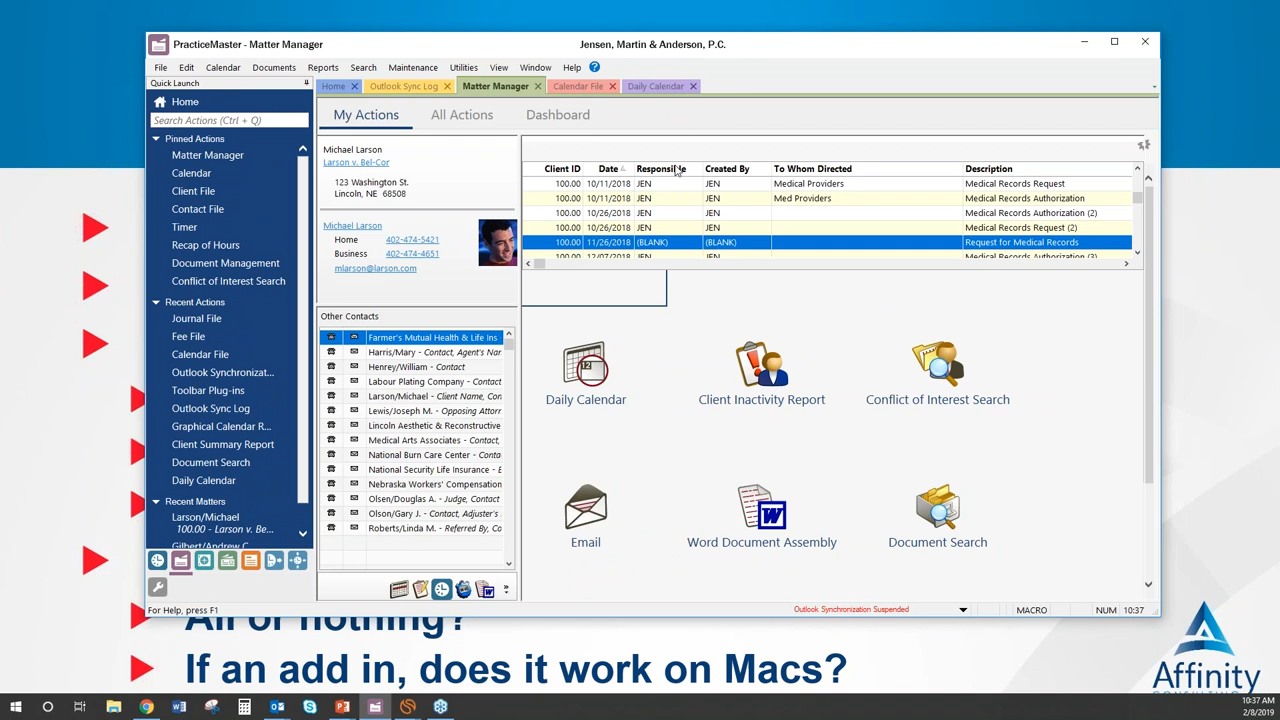 PracticeMaster - Matter Manager
Jensen, Martin & Anderson, P.C.
File Edit Calendar Documents Reports Search Maintenance Utilities View Window Help
Quick Launch
Home
Search Actions (Ctrl + Q)
Pinned Actions
Matter Manager
Calendar
Client File
Contact File
Timer
Recap of Hours
Document Management
Conflict of Interest Search
Recent Actions
Journal File
Fee File
Calendar File
Outlook Synchronizat...
Toolbar Plug-ins
Outlook Sync Log
Graphical Calendar R...
Client Summary Report
Document Search
Daily Calendar
Recent Matters
Larson/Michael
100.00 - Larson v. Be...
Gilbert/Andrew C
For Help, press F1
Home Outlook Sync Log Matter Manager Calendar File Daily Calendar
My Actions All Actions Dashboard
Michael Larson
Larson v. Bel-Cor
123 Washington St.
Lincoln, NE 68508
Michael Larson
Home 402-474-5421
Business 402-474-4651
mlarson@larson.com
Other Contacts
Farmer's Mutual Health & Life Ins
Harris/Mary - Contact, Agent's Nar
Henrey/William - Contact
Labour Plating Company - Contact
Larson/Michael - Client Name, Con
Lewis/Joseph M. - Opposing Attorr
Lincoln Aesthetic & Reconstructive
Medical Arts Associates - Contact,
National Burn Care Center - Contac
National Security Life Insurance - E
Nebraska Workers' Compensation
Olsen/Douglas A. - Judge, Contact
Olson/Gary J. - Contact, Adjuster's
Roberts/Linda M. - Referred By, Co
Client ID Date Responsible Created By To Whom Directed Description
100.00 10/11/2018 JEN JEN Medical Providers Medical Records Request
100.00 10/11/2018 JEN JEN Med Providers Medical Records Authorization
100.00 10/26/2018 JEN JEN Medical Records Authorization (2)
100.00 10/26/2018 JEN JEN Medical Records Request (2)
100.00 11/26/2018 (BLANK) (BLANK) Request for Medical Records
100.00 12/07/2018 JEN JEN Medical Records Authorization (3)
Daily Calendar
Client Inactivity Report
Conflict of Interest Search
Email
Word Document Assembly
Document Search
Outlook Synchronization Suspended
MACRO NUM 10:37
All or nothing?
If an add in, does it work on Macs?
Affinity
10:37 AM
2/8/2019